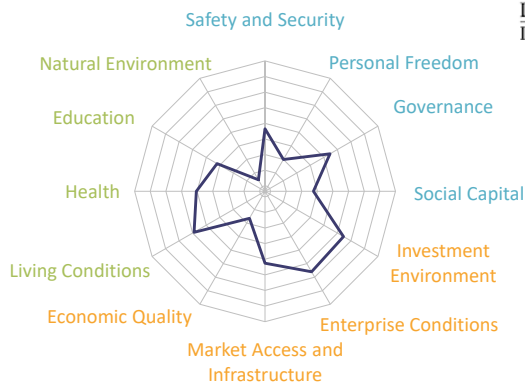 Safety and Security
Natural Environment
Personal Freedom
Education
Governance
Health
Social Capital
Investment
Environment
Living Conditions
Economic Quality
Enterprise Conditions
Market Access and
Infrastructure